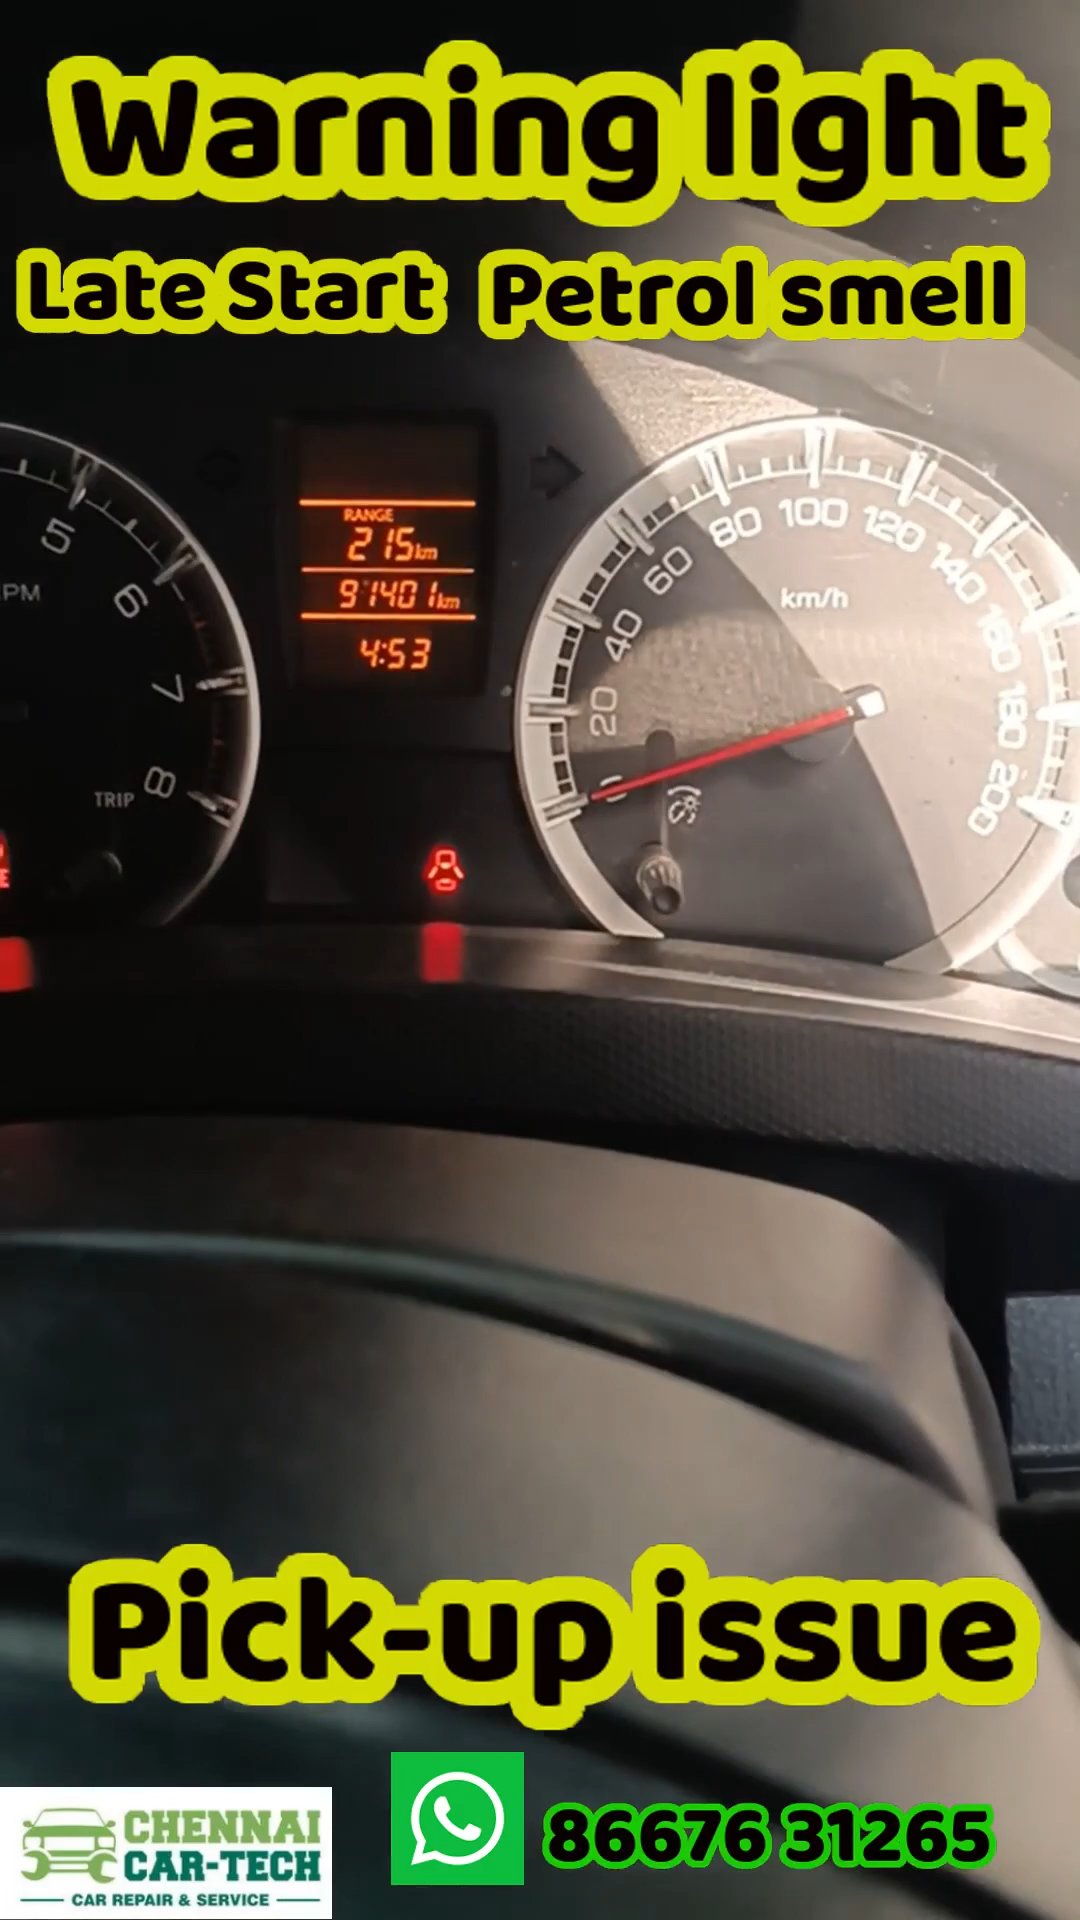 Warning light
Late Start Petrol smell
RANGE
215km
91401km
4:53
5
6
7
8
PM
TRIP
0
20
40
60
80
100
120
140
160
180
200
km/h
E
Pick-up issue
CHENNAI
CAR-TECH
CAR REPAIR & SERVICE
86676 31265